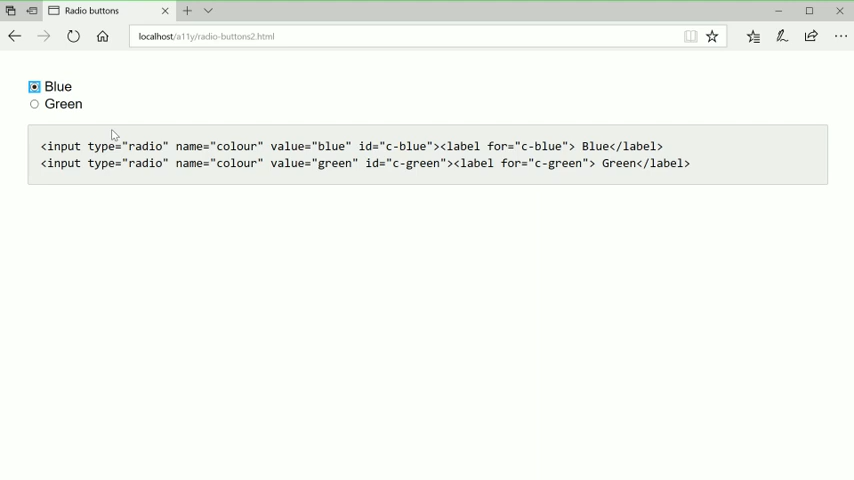 Radio buttons
localhost/a11y/radio-buttons2.html
Blue
Green
<input type="radio" name="colour" value="blue" id="c-blue"><label for="c-blue"> Blue</label>
<input type="radio" name="colour" value="green" id="c-green"><label for="c-green"> Green</label>